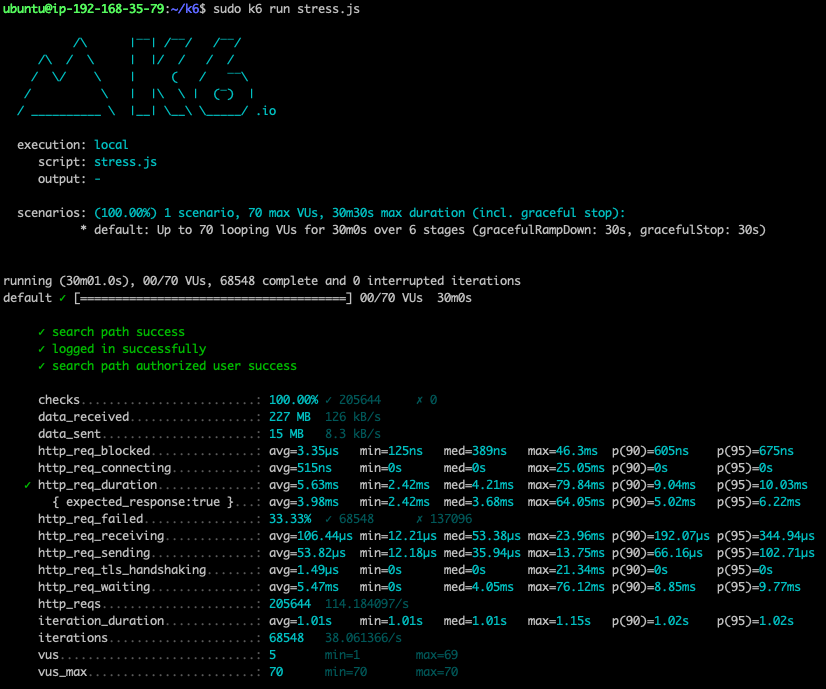 ubuntu@ip-192-168-35-79:~/k6$ sudo k6 run stress.js
          /\      |‾‾| /‾‾/   /‾‾/
     /\  /  \     |  |/  /   /  /
    /  \/    \    |     (   /   ‾‾\
   /          \   |  |\  \ |  (‾)  |
  / __________ \  |__| \__\ \_____/ .io
execution: local
script: stress.js
output: -
scenarios: (100.00%) 1 scenario, 70 max VUs, 30m30s max duration (incl. graceful stop):
* default: Up to 70 looping VUs for 30m0s over 6 stages (gracefulRampDown: 30s, gracefulStop: 30s)
running (30m01.0s), 00/70 VUs, 68548 complete and 0 interrupted iterations
default ✓ [======================================] 00/70 VUs  30m0s
✓ search path success
✓ logged in successfully
✓ search path authorized user success
checks.........................: 100.00% ✓ 205644     ✗ 0
data_received..................: 227 MB  126 kB/s
data_sent......................: 15 MB   8.3 kB/s
http_req_blocked...............: avg=3.35µs   min=125ns   med=389ns   max=46.3ms  p(90)=605ns    p(95)=675ns
http_req_connecting............: avg=515ns    min=0s      med=0s      max=25.05ms p(90)=0s       p(95)=0s
✓ http_req_duration..............: avg=5.63ms   min=2.42ms  med=4.21ms  max=79.84ms p(90)=9.04ms   p(95)=10.03ms
{ expected_response:true }...: avg=3.98ms   min=2.42ms  med=3.68ms  max=64.05ms p(90)=5.02ms   p(95)=6.22ms
http_req_failed................: 33.33%  ✓ 68548      ✗ 137096
http_req_receiving.............: avg=106.44µs min=12.21µs med=53.38µs max=23.96ms p(90)=192.07µs p(95)=344.94µs
http_req_sending...............: avg=53.82µs  min=12.18µs med=35.94µs max=13.75ms p(90)=66.16µs  p(95)=102.71µs
http_req_tls_handshaking.......: avg=1.49µs   min=0s      med=0s      max=21.34ms p(90)=0s       p(95)=0s
http_req_waiting...............: avg=5.47ms   min=0s      med=4.05ms  max=76.12ms p(90)=8.85ms   p(95)=9.77ms
http_reqs......................: 205644  114.184097/s
iteration_duration.............: avg=1.01s    min=1.01s   med=1.01s   max=1.15s   p(90)=1.02s    p(95)=1.02s
iterations.....................: 68548   38.061366/s
vus............................: 5       min=1        max=69
vus_max........................: 70      min=70       max=70